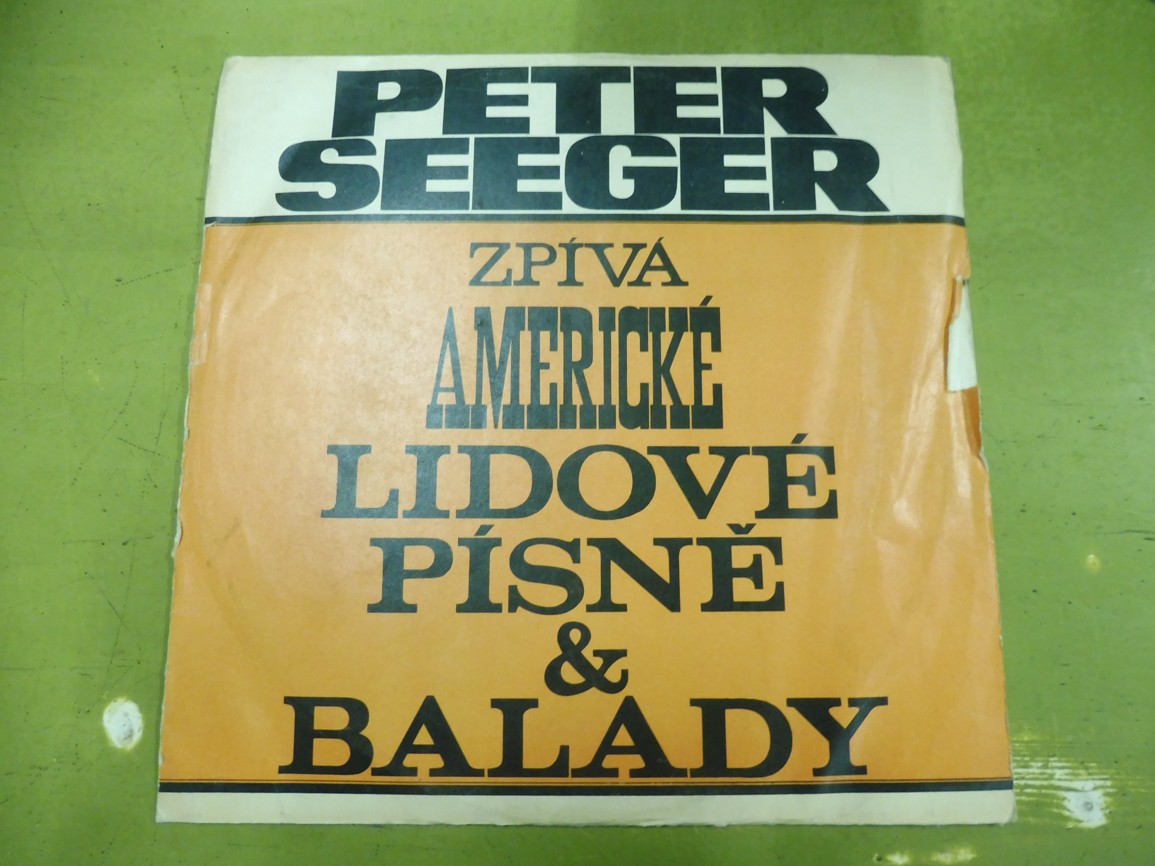 PETER
SEEGER
ZPÍVÁ
AMERICKÉ
LIDOVÉ
PÍSNĚ
&
BALADY